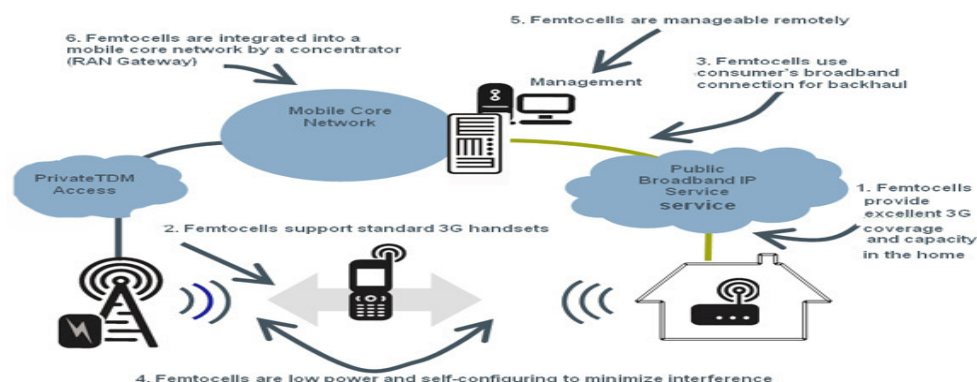 5. Femtocells are manageable remotely
6. Femtocells are integrated into a
mobile core network by a concentrator
(RAN Gateway)
3. Femtocells use
consumer's broadband
connection for backhaul
Management
Mobile Core
Network
PrivateTDM
Access
Public
Broadband IP
Service
service
1. Femtocells
provide
excellent 3G
coverage
and capacity
in the home
2. Femtocells support standard 3G handsets
4. Femtocells are low power and self-configuring to minimize interference